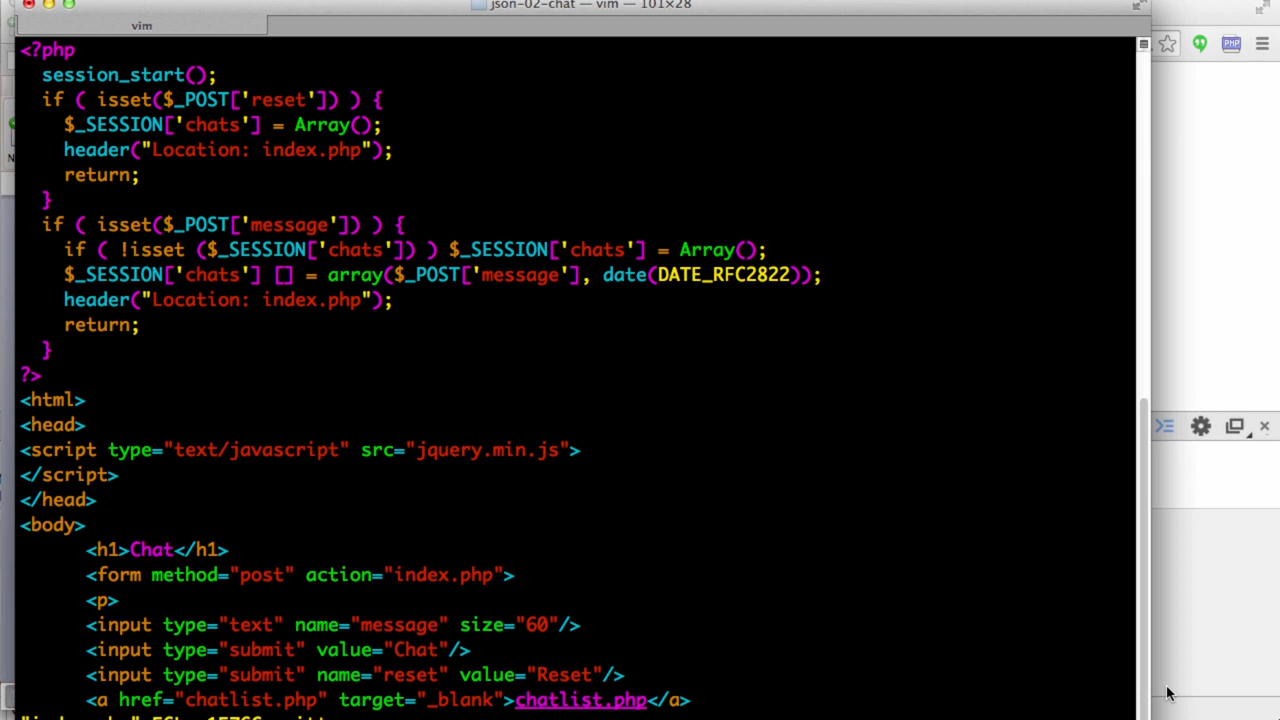 json-02-chat — vim — 101×28
vim
<?php
  session_start();
  if ( isset($_POST['reset']) ) {
    $_SESSION['chats'] = Array();
    header("Location: index.php");
    return;
  }
  if ( isset($_POST['message']) ) {
    if ( !isset ($_SESSION['chats']) ) $_SESSION['chats'] = Array();
    $_SESSION['chats'] [] = array($_POST['message'], date(DATE_RFC2822));
    header("Location: index.php");
    return;
  }
?>
<html>
<head>
<script type="text/javascript" src="jquery.min.js">
</script>
</head>
<body>
      <h1>Chat</h1>
      <form method="post" action="index.php">
      <p>
      <input type="text" name="message" size="60"/>
      <input type="submit" value="Chat"/>
      <input type="submit" name="reset" value="Reset"/>
      <a href="chatlist.php" target="_blank">chatlist.php</a>
PHP